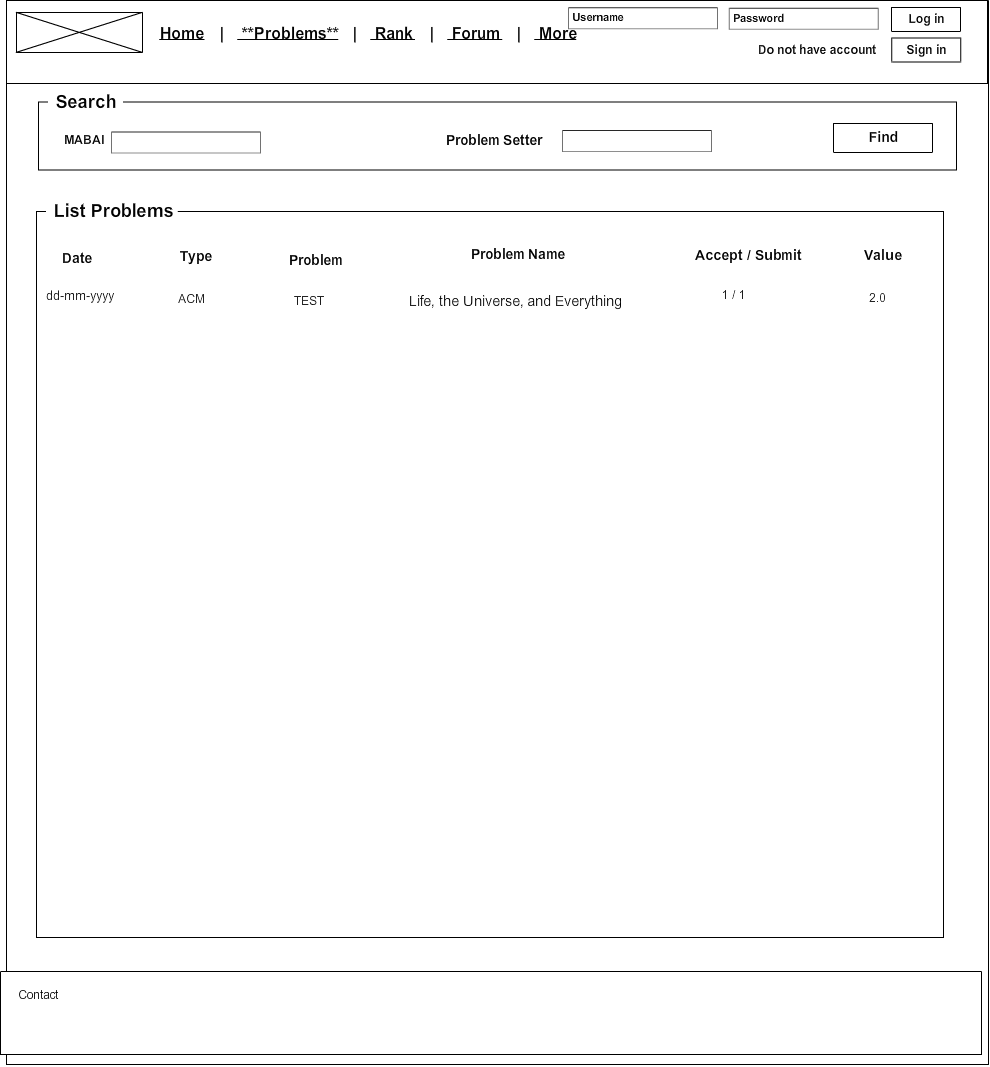 Home | **Problems** | Rank | Forum | More
Username Password Log in
Do not have account Sign in
Search
MABAI Problem Setter Find
List Problems
Date Type Problem Problem Name Accept / Submit Value
dd-mm-yyyy ACM TEST Life, the Universe, and Everything 1 / 1 2.0
Contact